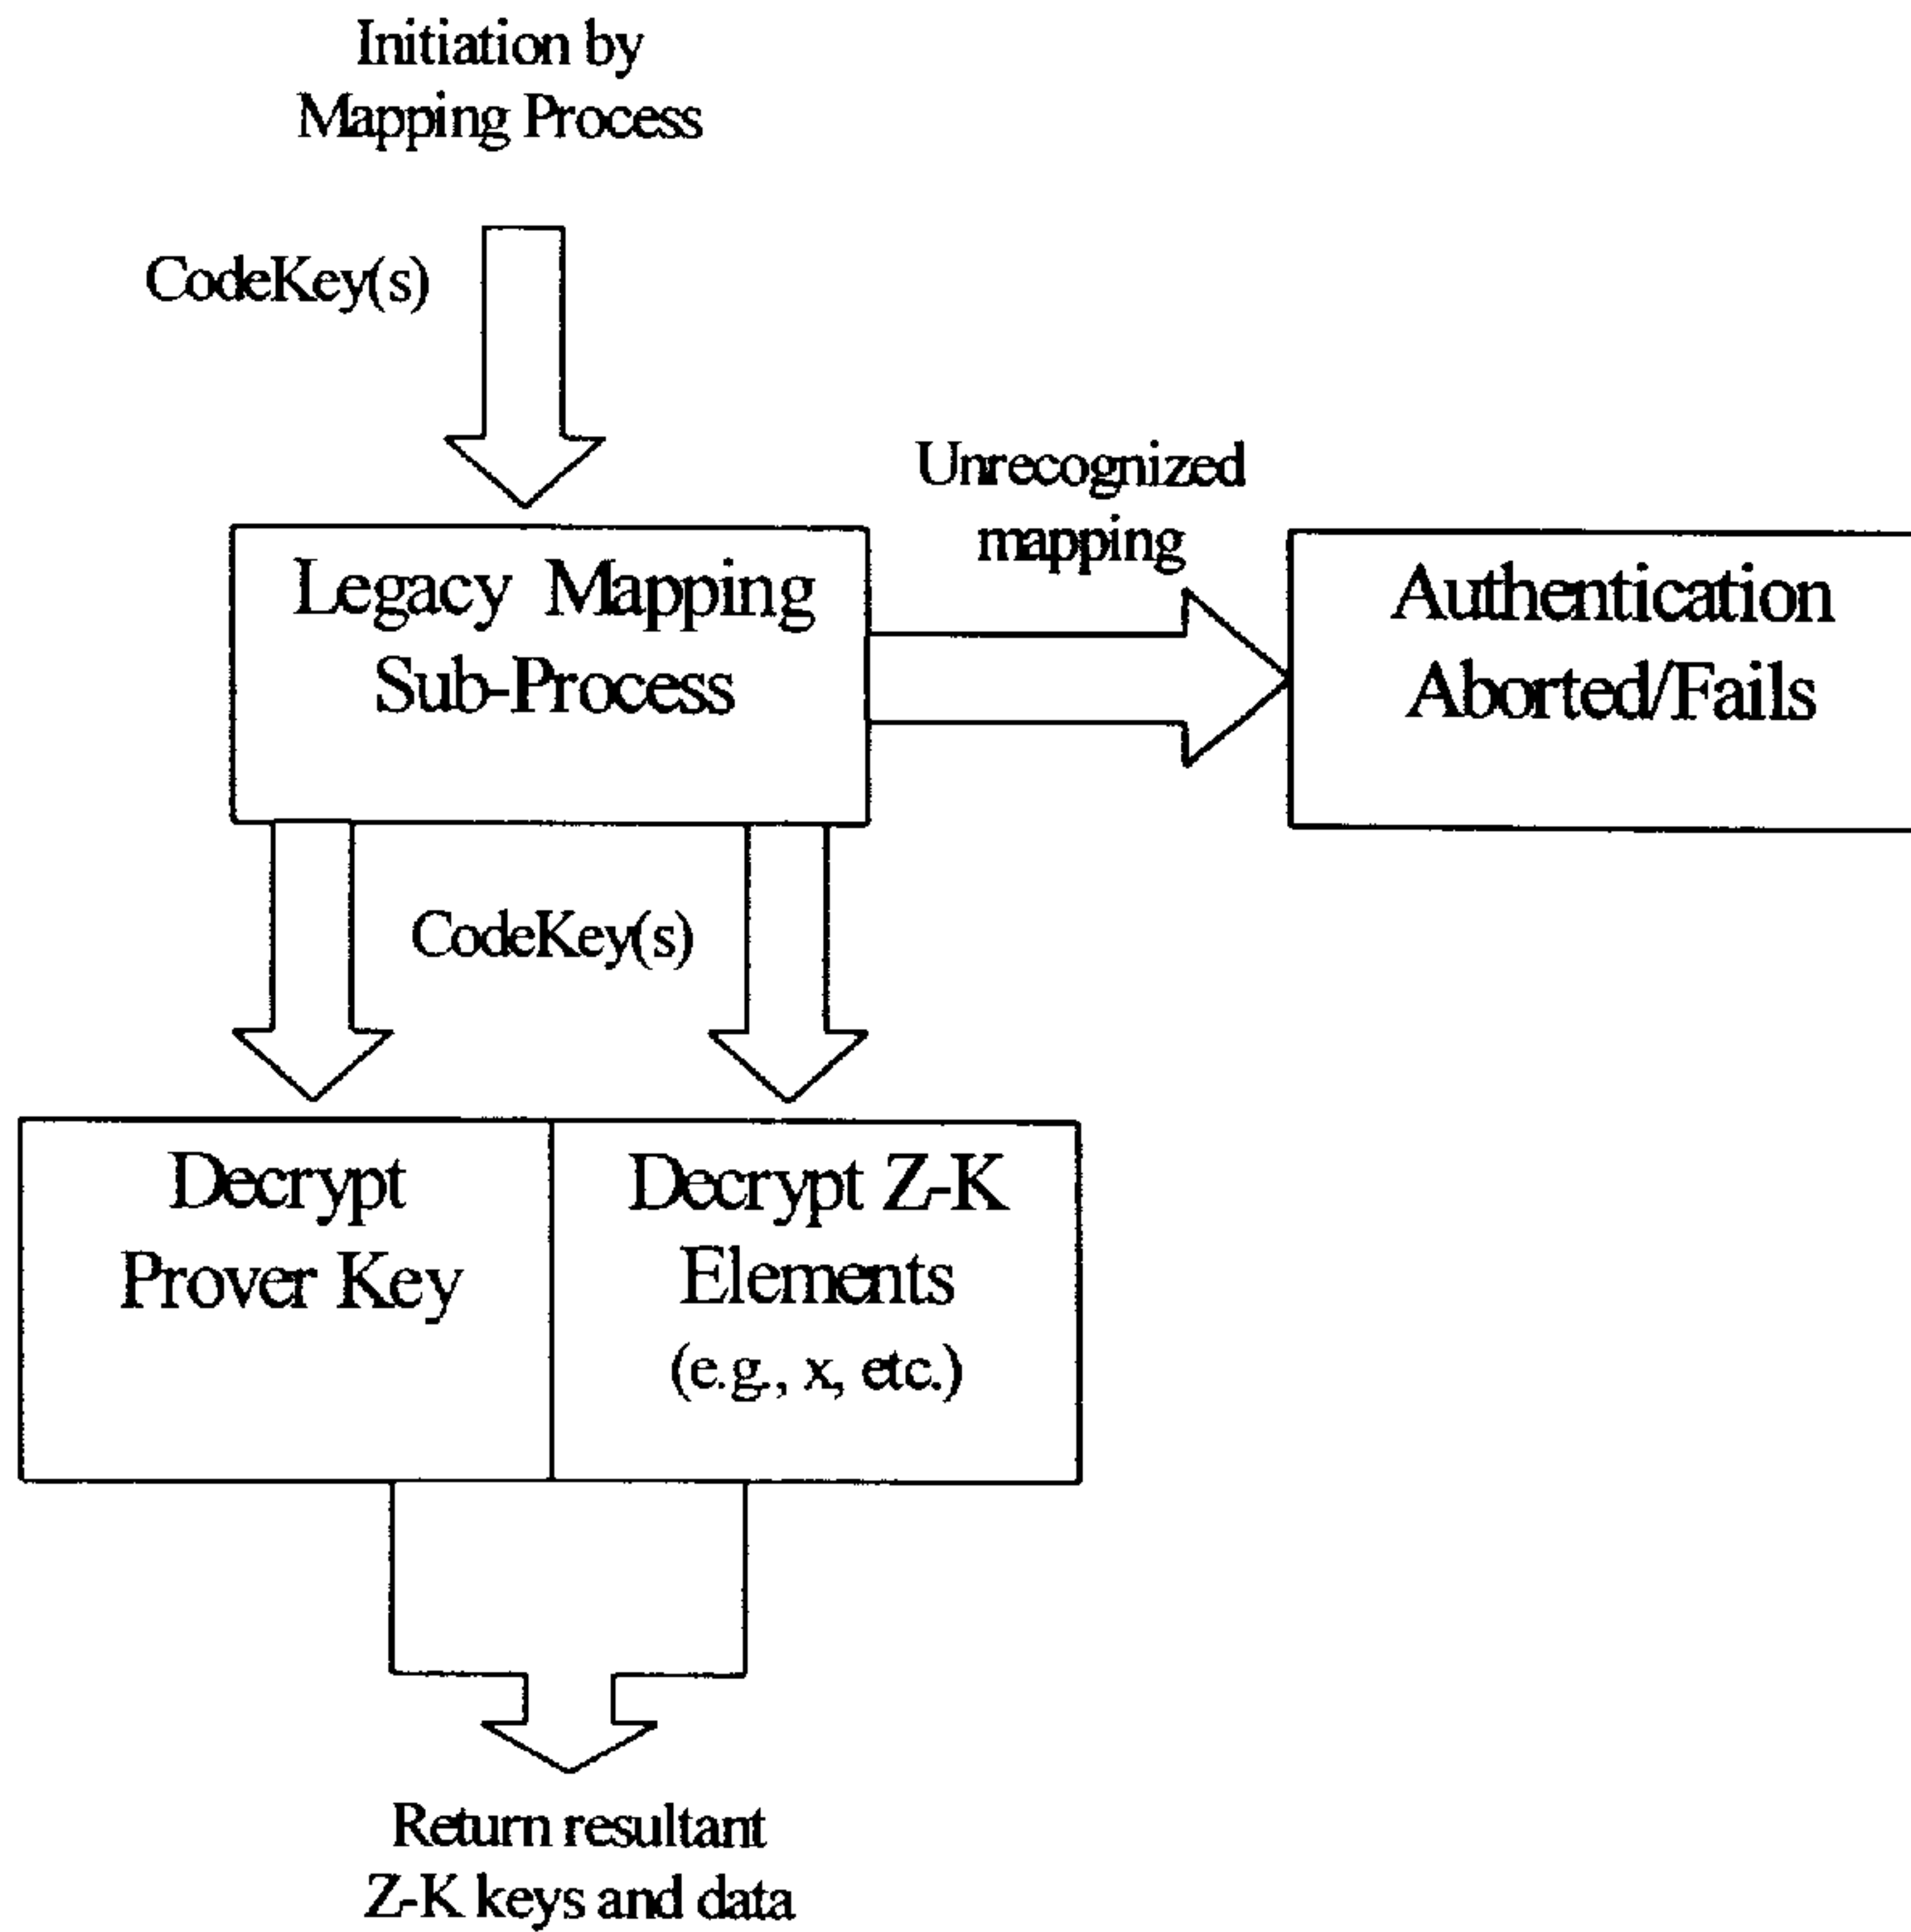 Initiation by
Mapping Process
CodeKey(s)
Unrecognized
mapping
Legacy Mapping
Sub-Process
Authentication
Aborted/Fails
CodeKey(s)
Decrypt
Prover Key
Decrypt Z-K
Elements
(e.g., x, etc.)
Return resultant
Z-K keys and data